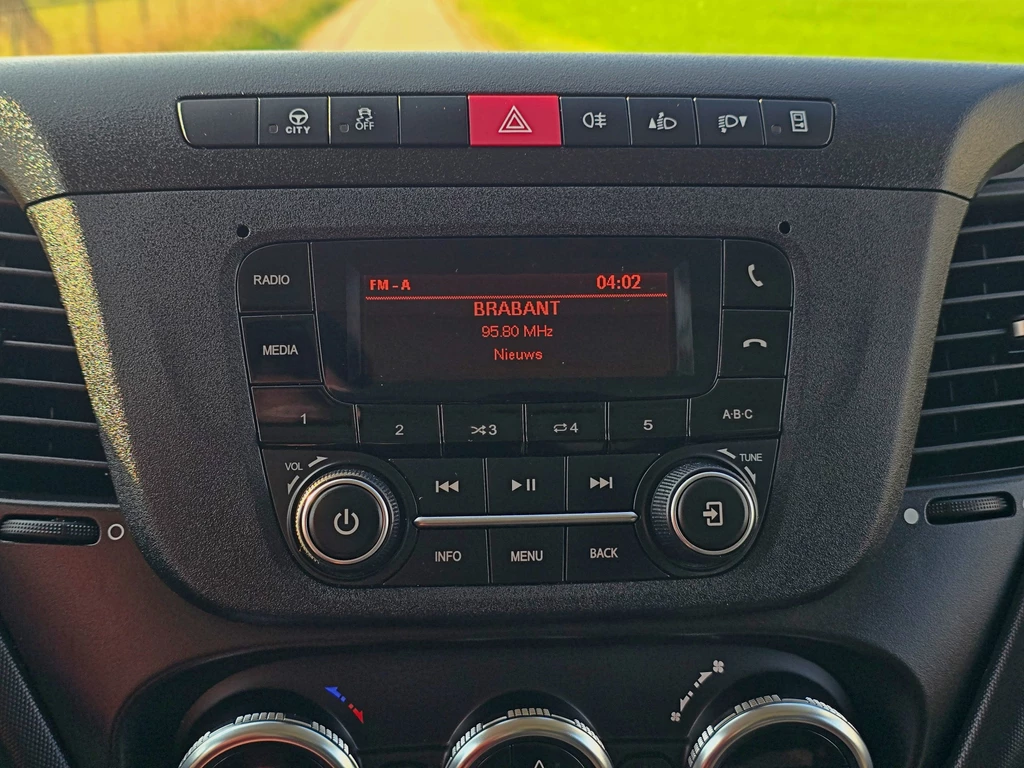 CITY
OFF
RADIO
FM - A 04:02
BRABANT
95.80 MHz
Nieuws
MEDIA
1
2
3
4
5
A·B·C
VOL
TUNE
INFO
MENU
BACK